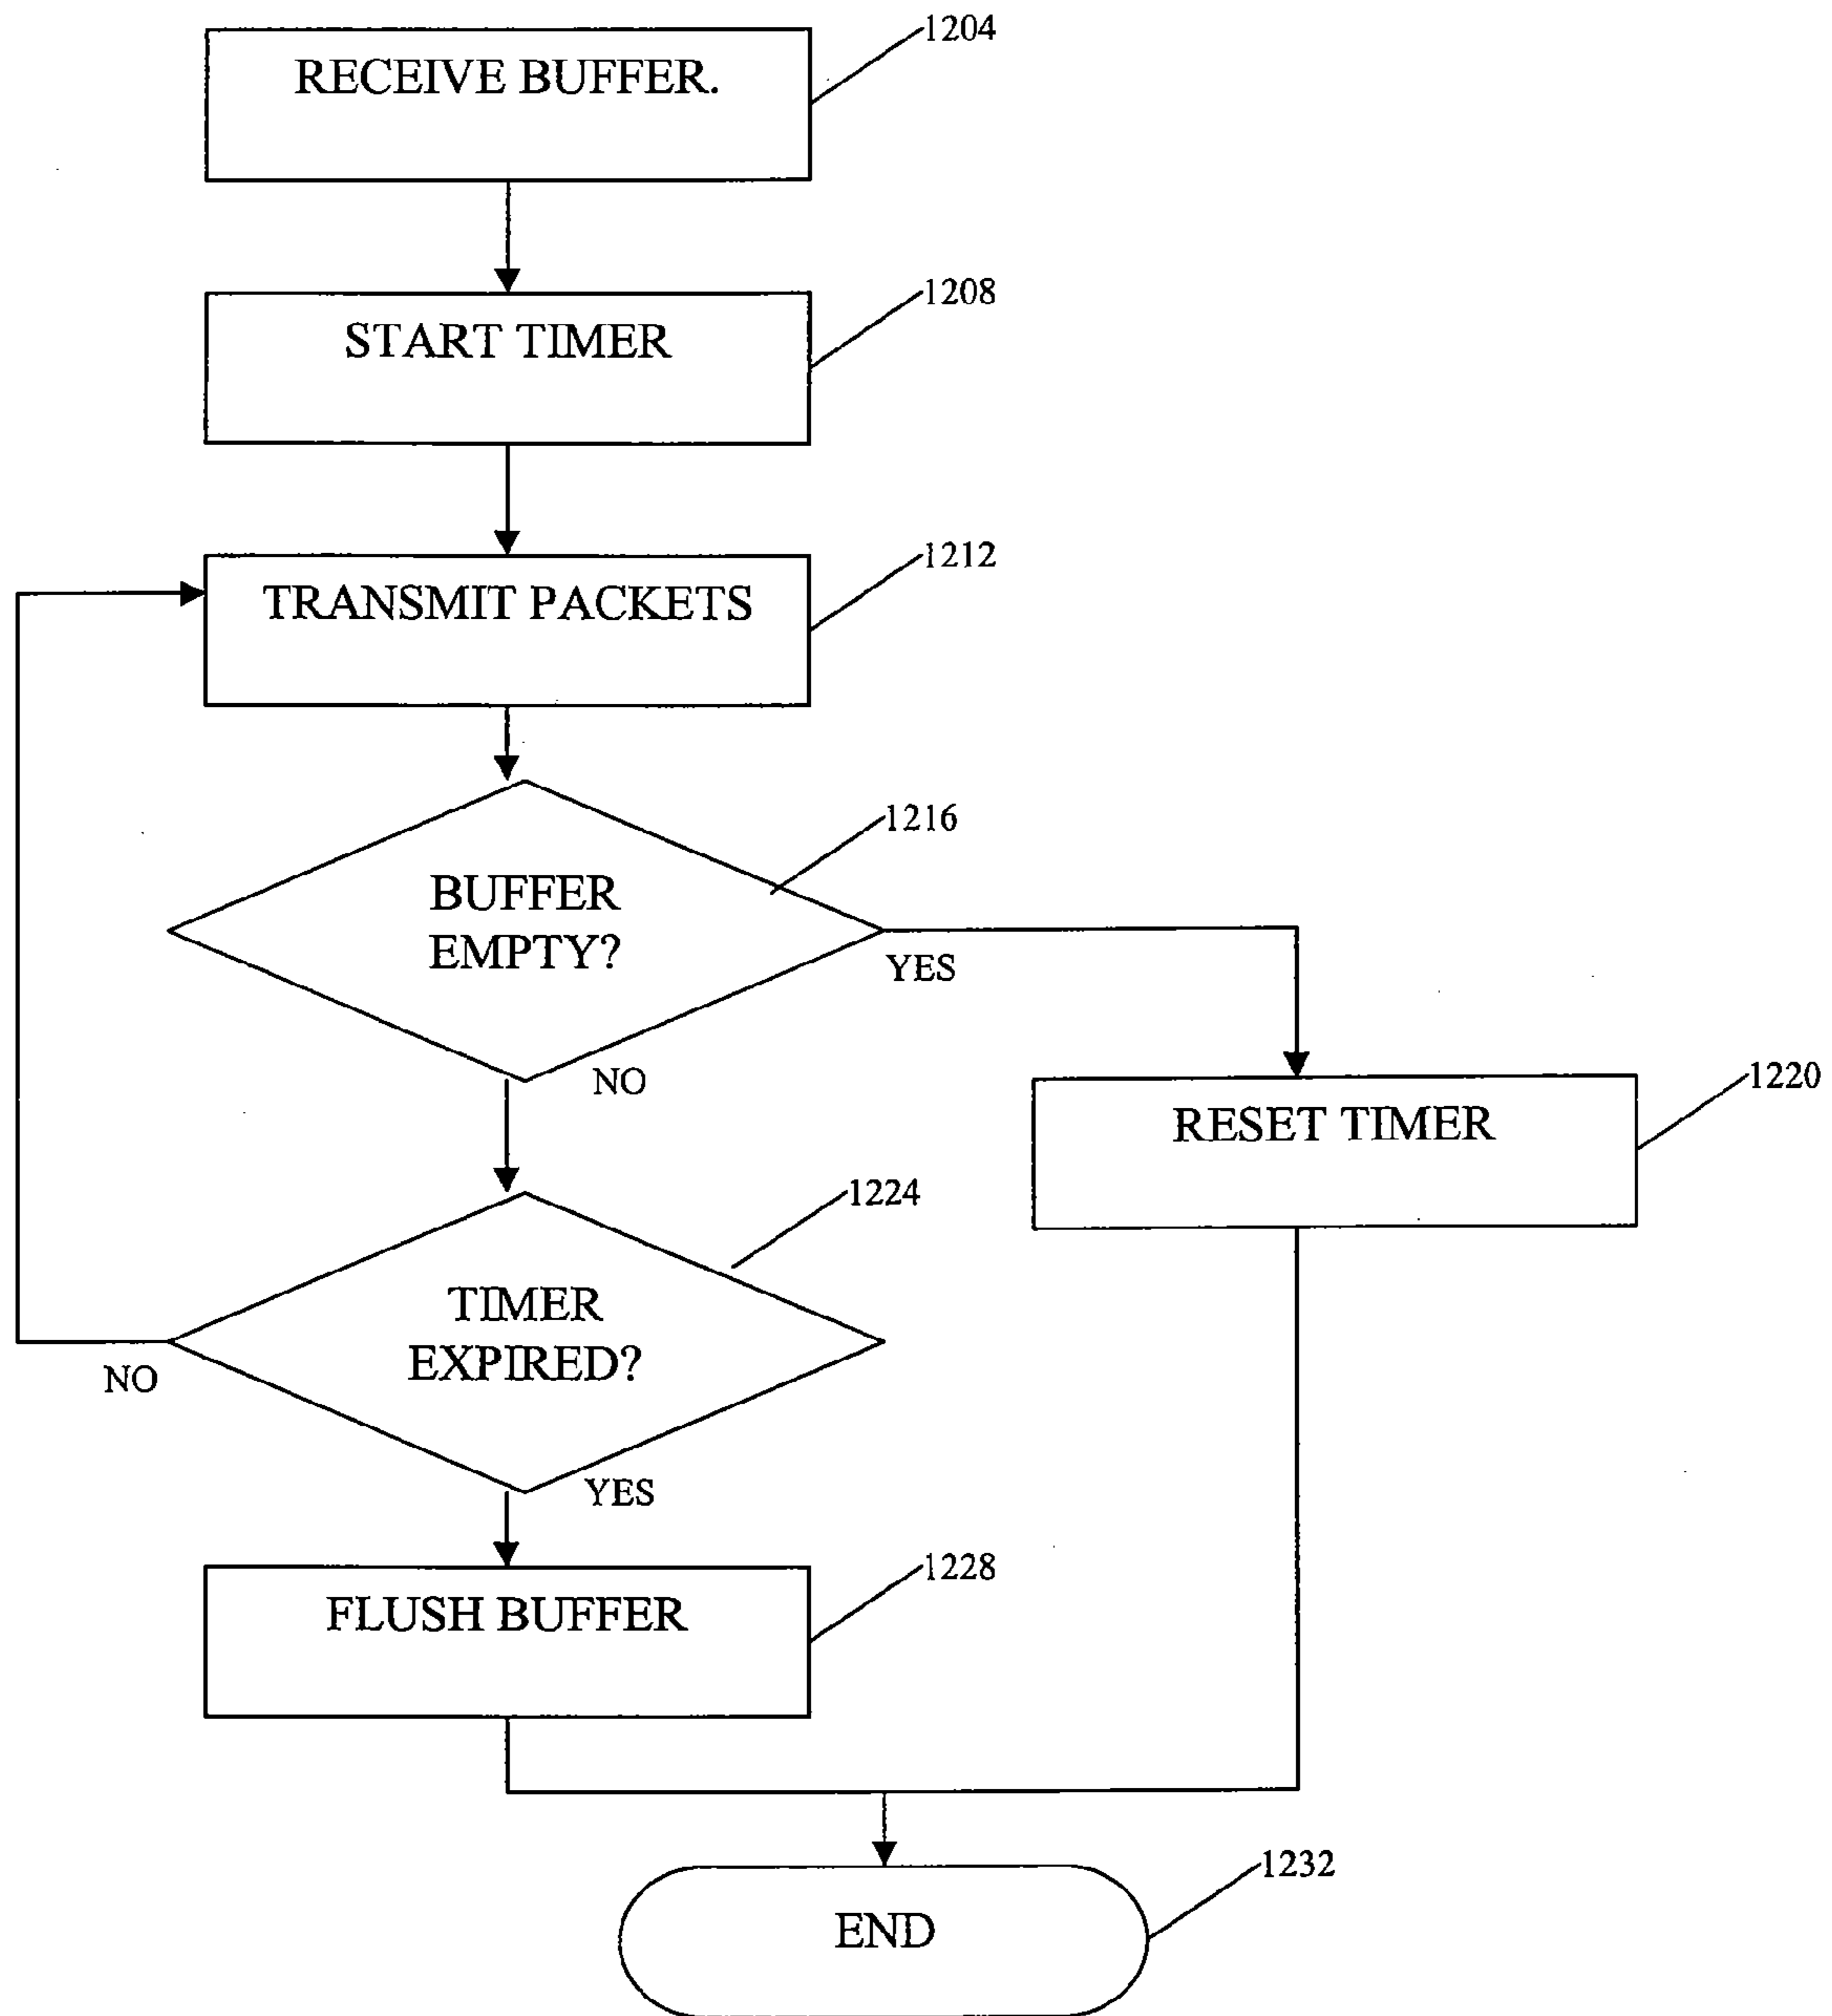 1204
RECEIVE BUFFER.
1208
START TIMER
1212
TRANSMIT PACKETS
1216
BUFFER
EMPTY?
YES
NO
1220
RESET TIMER
1224
TIMER
EXPIRED?
NO
YES
1228
FLUSH BUFFER
1232
END